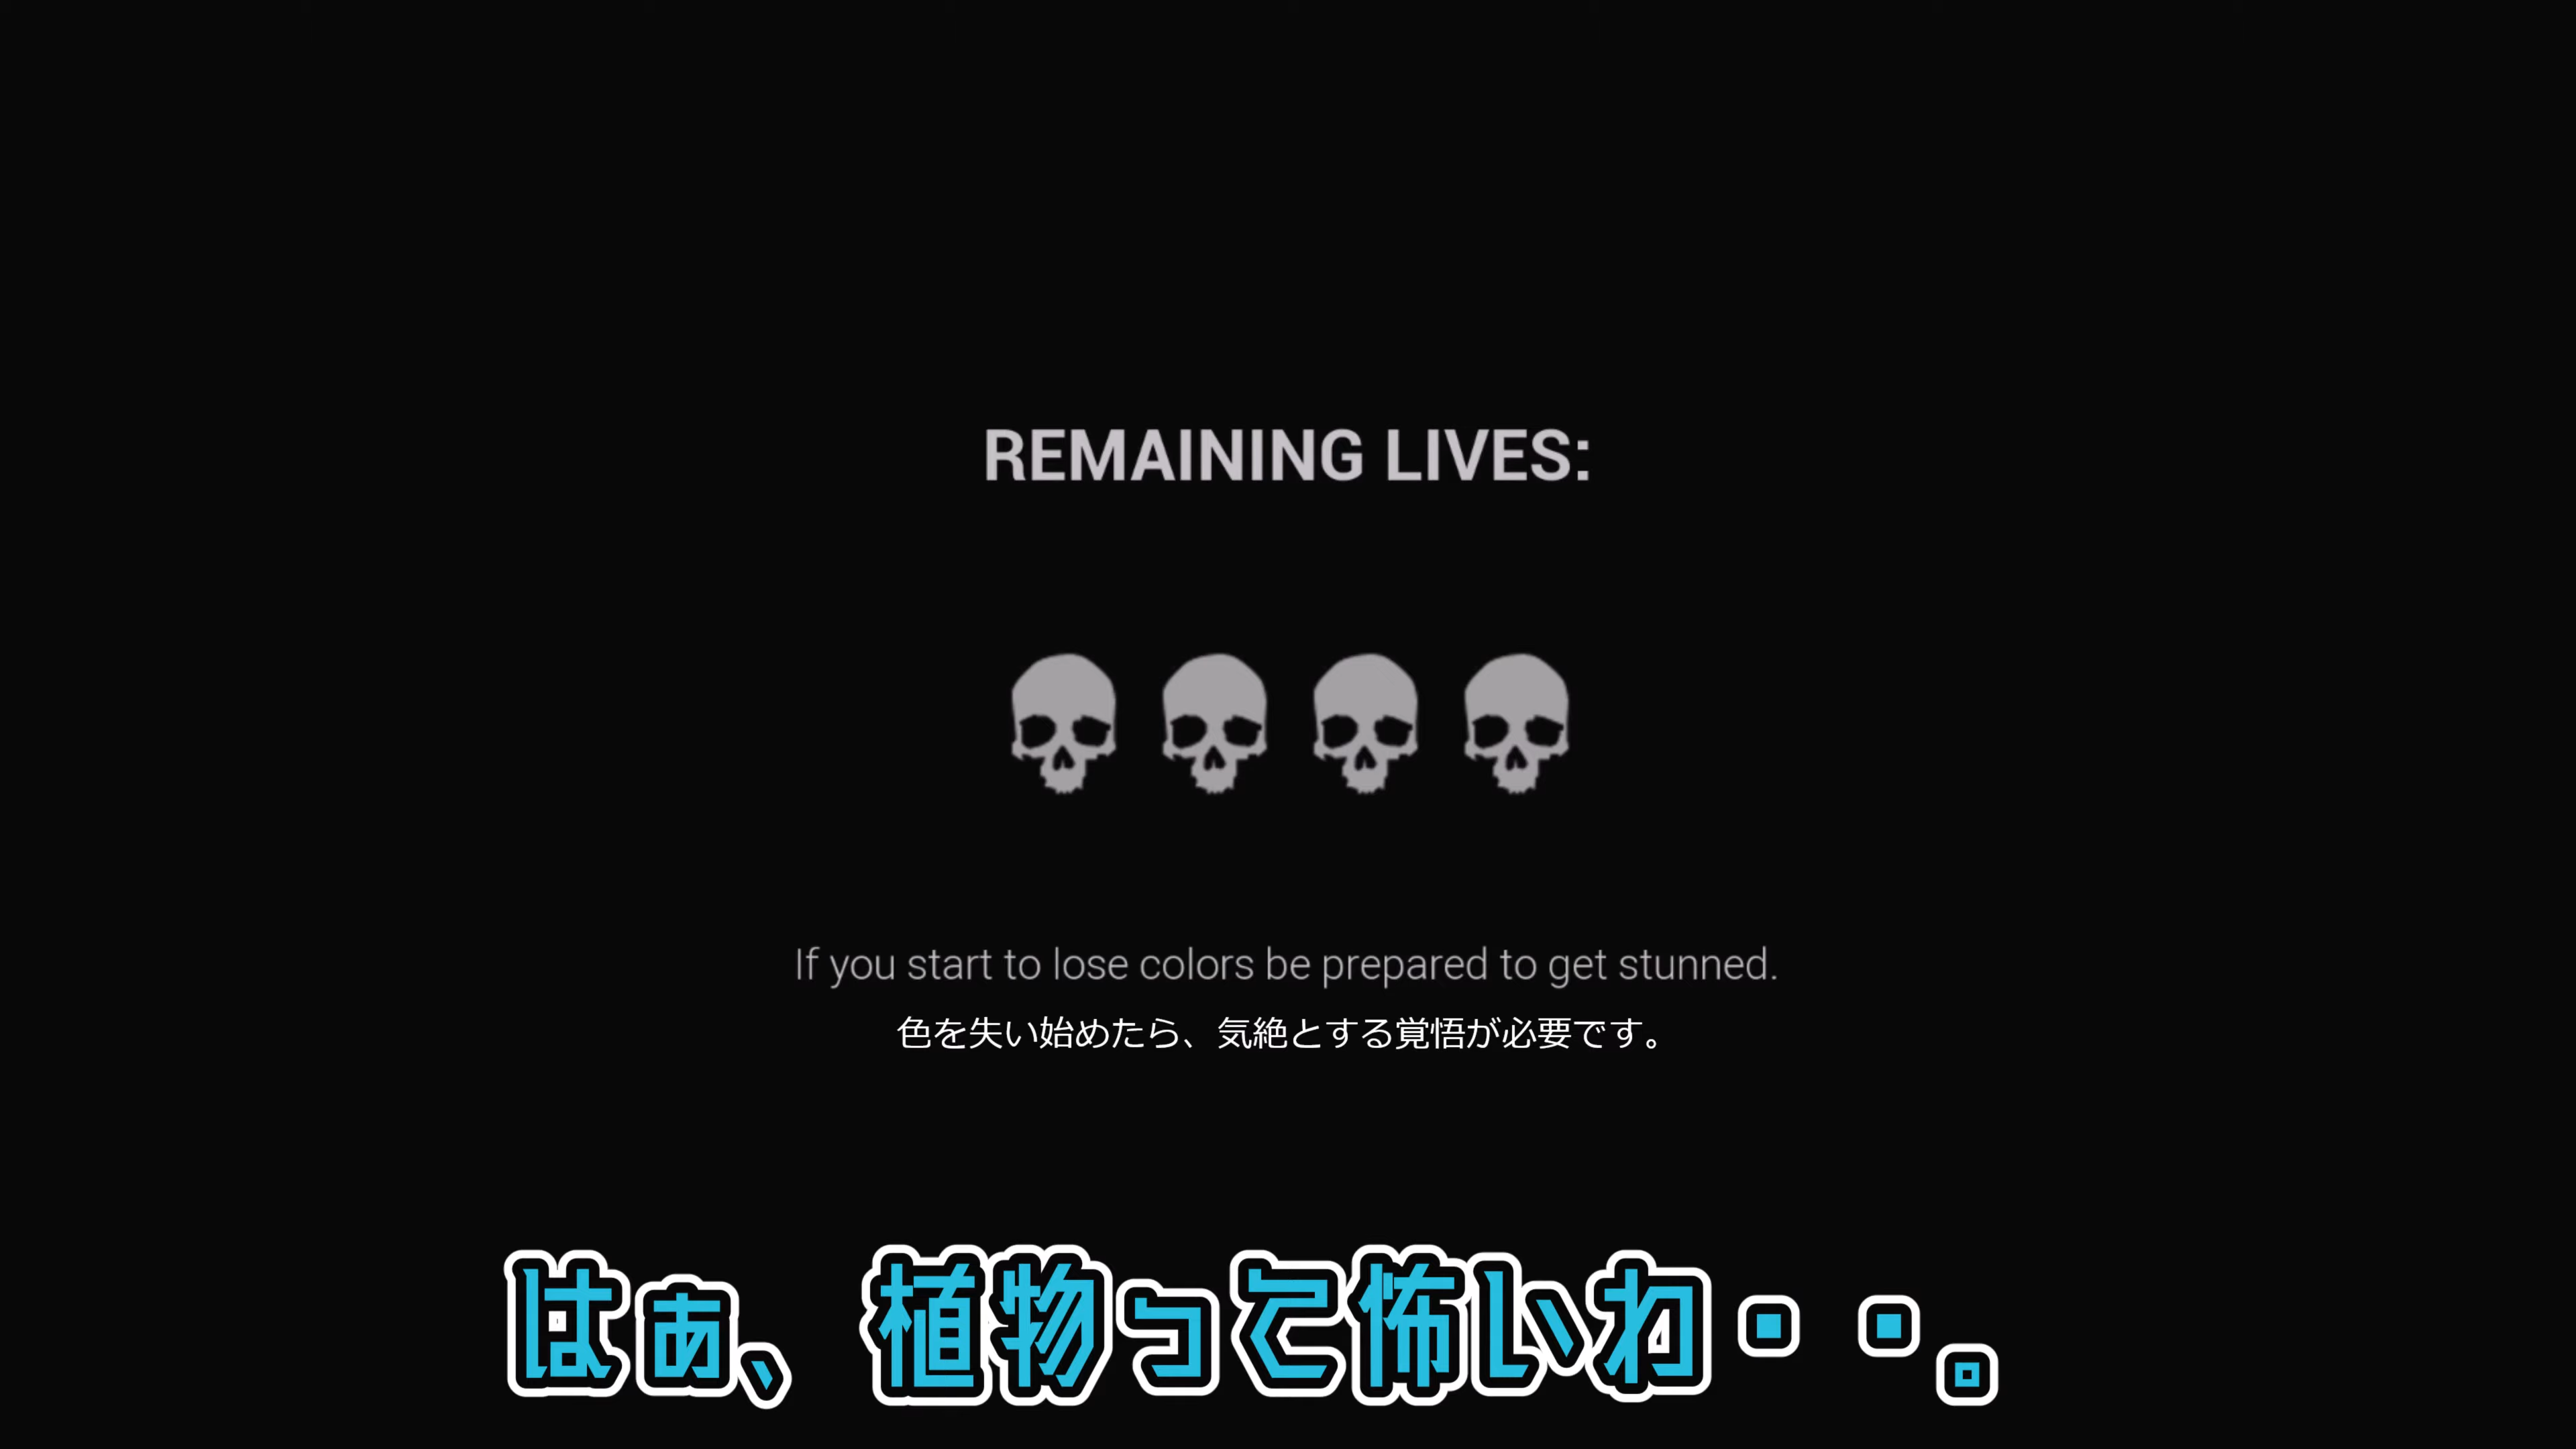 REMAINING LIVES:
If you start to lose colors be prepared to get stunned.
色を失い始めたら、気絶とする覚悟が必要です。
はぁ、植物って怖いわ・・。